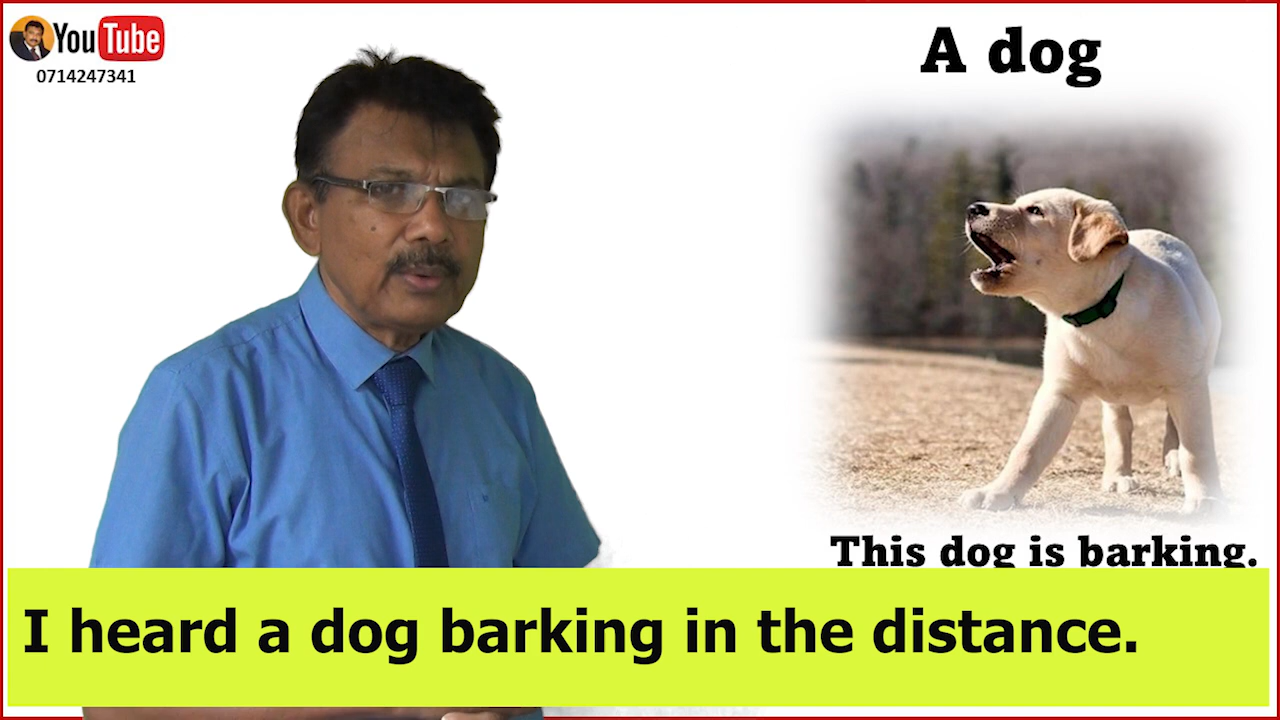 YouTube
0714247341
A dog
This dog is barking.
I heard a dog barking in the distance.